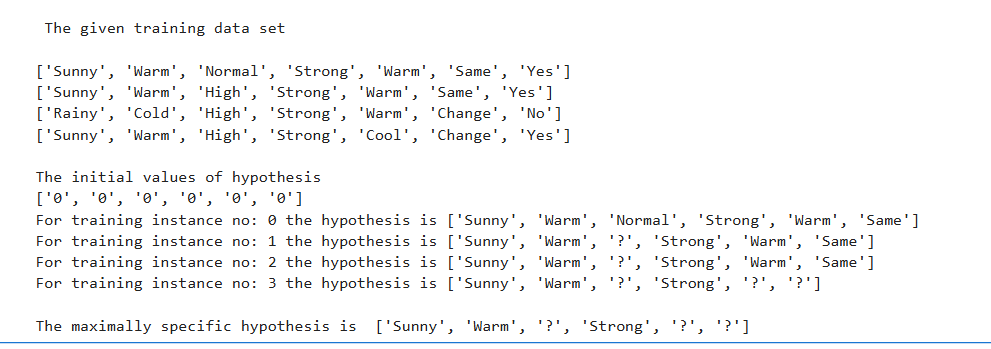 The given training data set
['Sunny', 'Warm', 'Normal', 'Strong', 'Warm', 'Same', 'Yes']
['Sunny', 'Warm', 'High', 'Strong', 'Warm', 'Same', 'Yes']
['Rainy', 'Cold', 'High', 'Strong', 'Warm', 'Change', 'No']
['Sunny', 'Warm', 'High', 'Strong', 'Cool', 'Change', 'Yes']
The initial values of hypothesis
['0', '0', '0', '0', '0', '0']
For training instance no: 0 the hypothesis is ['Sunny', 'Warm', 'Normal', 'Strong', 'Warm', 'Same']
For training instance no: 1 the hypothesis is ['Sunny', 'Warm', '?', 'Strong', 'Warm', 'Same']
For training instance no: 2 the hypothesis is ['Sunny', 'Warm', '?', 'Strong', 'Warm', 'Same']
For training instance no: 3 the hypothesis is ['Sunny', 'Warm', '?', 'Strong', '?', '?']
The maximally specific hypothesis is  ['Sunny', 'Warm', '?', 'Strong', '?', '?']